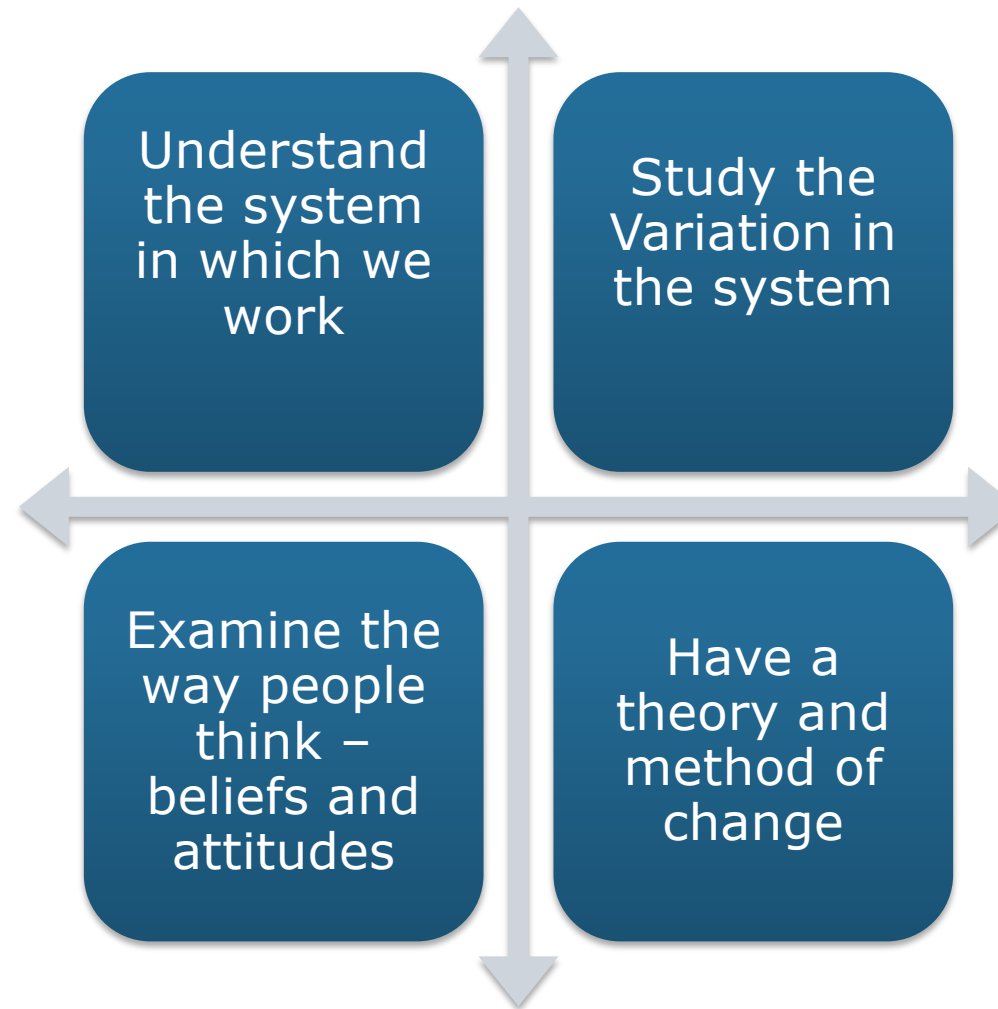 Understand
the system
in which we
work
Study the
Variation in
the system
Examine the
way people
think –
beliefs and
attitudes
Have a
theory and
method of
change